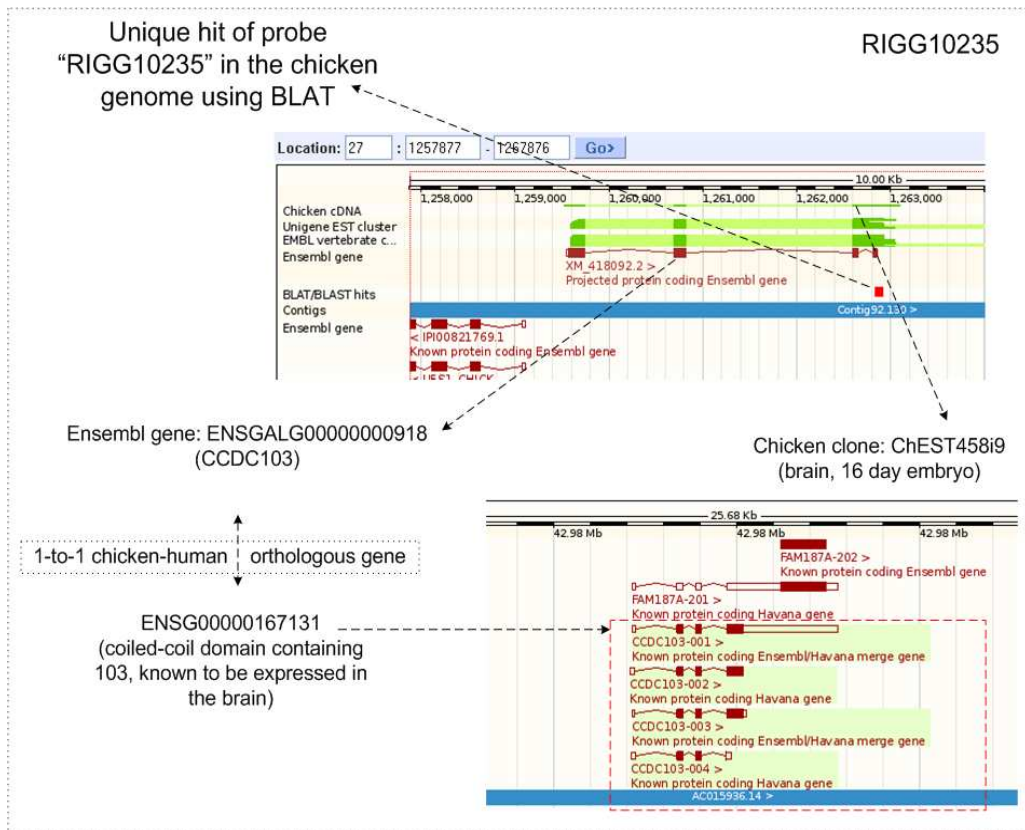 Unique hit of probe
“RIGG10235” in the chicken
genome using BLAT
RIGG10235
Location: 27 : 1257877 - 1267876 Go>
10.00 Kb
1,258,000 1,259,000 1,260,000 1,261,000 1,262,000 1,263,000
Chicken cDNA
Unigene EST cluster
EMBL vertebrate c...
Ensembl gene
XM_418092.2 >
Projected protein coding Ensembl gene
BLAT/BLAST hits
Contigs
Contig92.130 >
Ensembl gene
< IPI00821769.1
Known protein coding Ensembl gene
Ensembl gene: ENSGALG00000000918
(CCDC103)
Chicken clone: ChEST458i9
(brain, 16 day embryo)
1-to-1 chicken-human orthologous gene
ENSG00000167131
(coiled-coil domain containing
103, known to be expressed in
the brain)
25.68 Kb
42.98 Mb 42.98 Mb 42.98 Mb
FAM187A-202 >
Known protein coding Ensembl gene
FAM187A-201 >
Known protein coding Havana gene
CCDC103-001 >
Known protein coding Ensembl/Havana merge gene
CCDC103-002 >
Known protein coding Havana gene
CCDC103-003 >
Known protein coding Ensembl/Havana merge gene
CCDC103-004 >
Known protein coding Havana gene
AC015936.14 >